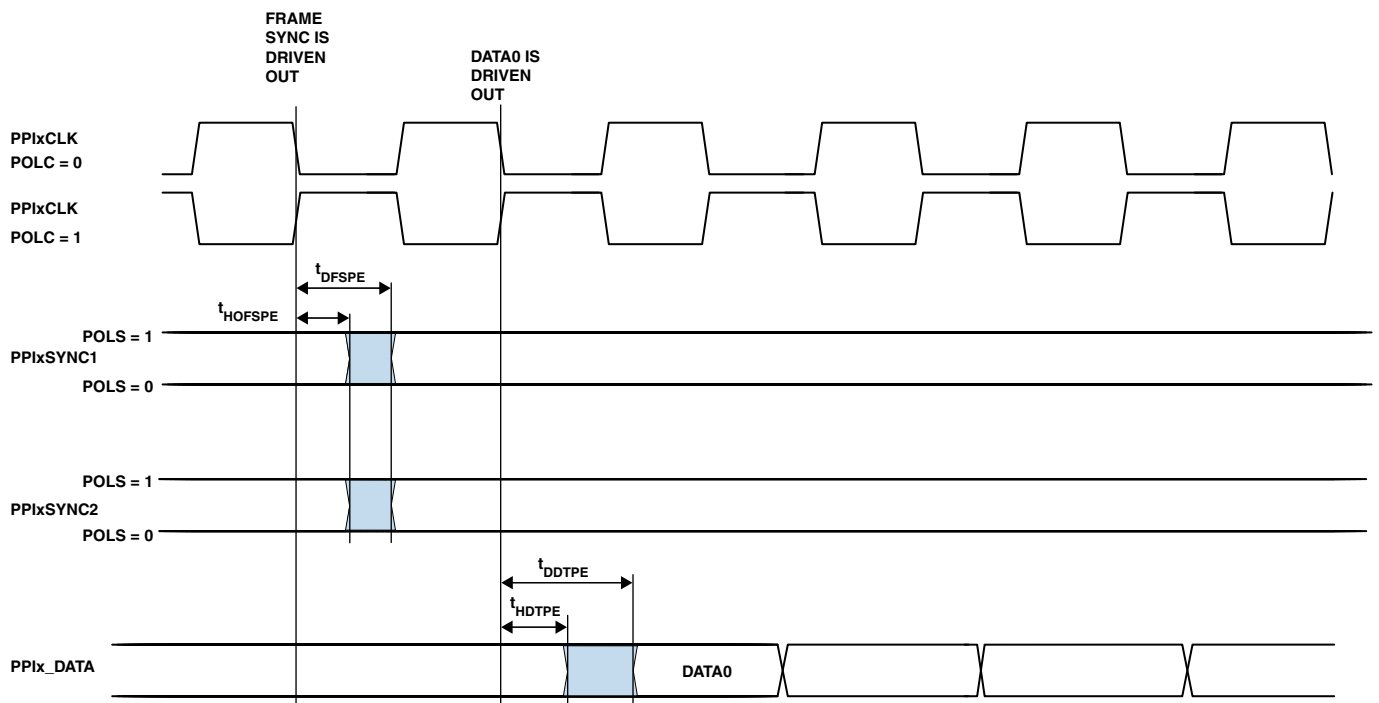 FRAME
SYNC IS
DRIVEN
OUT
DATA0 IS
DRIVEN
OUT
PPIxCLK
POLC = 0
PPIxCLK
POLC = 1
tDFSPE
tHOFSPE
POLS = 1
PPIxSYNC1
POLS = 0
POLS = 1
PPIxSYNC2
POLS = 0
tDDTPE
tHDTPE
PPIx_DATA
DATA0